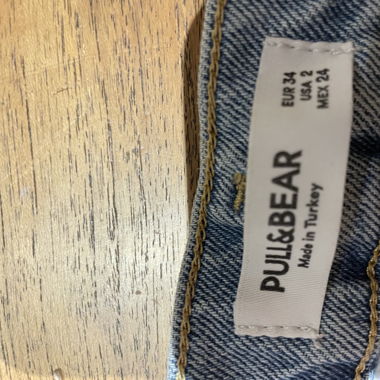 PULL&BEAR
Made in Turkey
EUR 34
USA 2
MEX 24